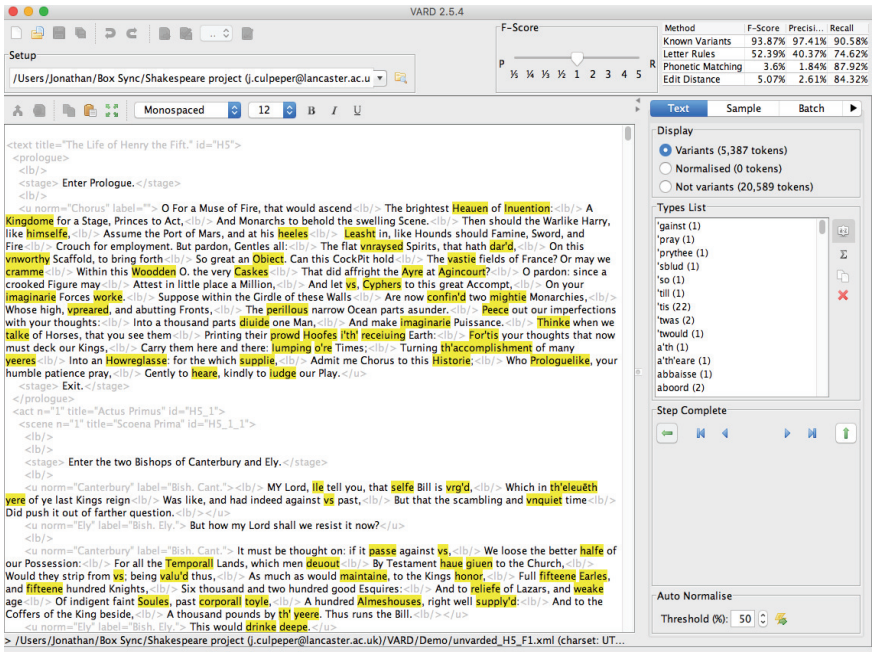 VARD 2.5.4
F-Score
P
⅕ ¼ ⅓ ½ 1 2 3 4 5
R
Method F-Score Precisi... Recall
Known Variants 93.87% 97.41% 90.58%
Letter Rules 52.39% 40.37% 74.62%
Phonetic Matching 3.6% 1.84% 87.92%
Edit Distance 5.07% 2.61% 84.32%
Setup
/Users/Jonathan/Box Sync/Shakespeare project (j.culpeper@lancaster.ac.u
Monospaced 12 B I U
<text title="The Life of Henry the Fift." id="H5">
<prologue>
<lb/>
<stage> Enter Prologue.</stage>
<lb/>
<u norm="Chorus" label=""> O For a Muse of Fire, that would ascend<lb/> The brightest Heauen of Inuention:<lb/> A
Kingdome for a Stage, Princes to Act,<lb/> And Monarchs to behold the swelling Scene.<lb/> Then should the Warlike Harry,
like himselfe,<lb/> Assume the Port of Mars, and at his heeles<lb/> Leasht in, like Hounds should Famine, Sword, and
Fire<lb/> Crouch for employment. But pardon, Gentles all:<lb/> The flat vnraysed Spirits, that hath dar'd,<lb/> On this
vnworthy Scaffold, to bring forth<lb/> So great an Obiect. Can this CockPit hold<lb/> The vastie fields of France? Or may we
cramme<lb/> Within this Woodden O. the very Caskes<lb/> That did affright the Ayre at Agincourt?<lb/> O pardon: since a
crooked Figure may<lb/> Attest in little place a Million,<lb/> And let vs, Cyphers to this great Accompt,<lb/> On your
imaginarie Forces worke.<lb/> Suppose within the Girdle of these Walls<lb/> Are now confin'd two mightie Monarchies,<lb/>
Whose high, vpreared, and abutting Fronts,<lb/> The perillous narrow Ocean parts asunder.<lb/> Peece out our imperfections
with your thoughts:<lb/> Into a thousand parts diuide one Man,<lb/> And make imaginarie Puissance.<lb/> Thinke when we
talke of Horses, that you see them<lb/> Printing their prowd Hoofes i'th' receiuing Earth:<lb/> For'tis your thoughts that now
must deck our Kings,<lb/> Carry them here and there: Iumping o're Times;<lb/> Turning th'accomplishment of many
yeeres<lb/> Into an Howreglasse: for the which supplie,<lb/> Admit me Chorus to this Historie;<lb/> Who Prologuelike, your
humble patience pray,<lb/> Gently to heare, kindly to iudge our Play.</u>
<stage> Exit.</stage>
</prologue>
<act n="1" title="Actus Primus" id="H5_1">
<scene n="1" title="Scoena Prima" id="H5_1_1">
<lb/>
<lb/>
<stage> Enter the two Bishops of Canterbury and Ely.</stage>
<lb/>
<u norm="Canterbury" label="Bish. Cant."><lb/> MY Lord, Ile tell you, that selfe Bill is vrg'd,<lb/> Which in th'eleuēth
yere of ye last Kings reign<lb/> Was like, and had indeed against vs past,<lb/> But that the scambling and vnquiet time<lb/>
Did push it out of farther question.<lb/></u>
<u norm="Ely" label="Bish. Ely."> But how my Lord shall we resist it now?</u>
<lb/>
<u norm="Canterbury" label="Bish. Cant."> It must be thought on: if it passe against vs,<lb/> We loose the better halfe of
our Possession:<lb/> For all the Temporall Lands, which men deuout<lb/> By Testament haue giuen to the Church,<lb/>
Would they strip from vs; being valu'd thus,<lb/> As much as would maintaine, to the Kings honor,<lb/> Full fifteene Earles,
and fifteene hundred Knights,<lb/> Six thousand and two hundred good Esquires:<lb/> And to reliefe of Lazars, and weake
age<lb/> Of indigent faint Soules, past corporall toyle,<lb/> A hundred Almeshouses, right well supply'd:<lb/> And to the
Coffers of the King beside,<lb/> A thousand pounds by th' yeere. Thus runs the Bill.<lb/></u>
<u norm="Ely" label="Bish. Ely."> This would drinke deepe.</u>
> /Users/Jonathan/Box Sync/Shakespeare project (j.culpeper@lancaster.ac.uk)/VARD/Demo/unvarded_H5_F1.xml (charset: UT...
Text Sample Batch
Display
Variants (5,387 tokens)
Normalised (0 tokens)
Not variants (20,589 tokens)
Types List
'gainst (1)
'pray (1)
'prythee (1)
'sblud (1)
'so (1)
'till (1)
'tis (22)
'twas (2)
'twould (1)
a'th (1)
a'th'eare (1)
abbaisse (1)
aboord (2)
Σ
Step Complete
Auto Normalise
Threshold (%): 50